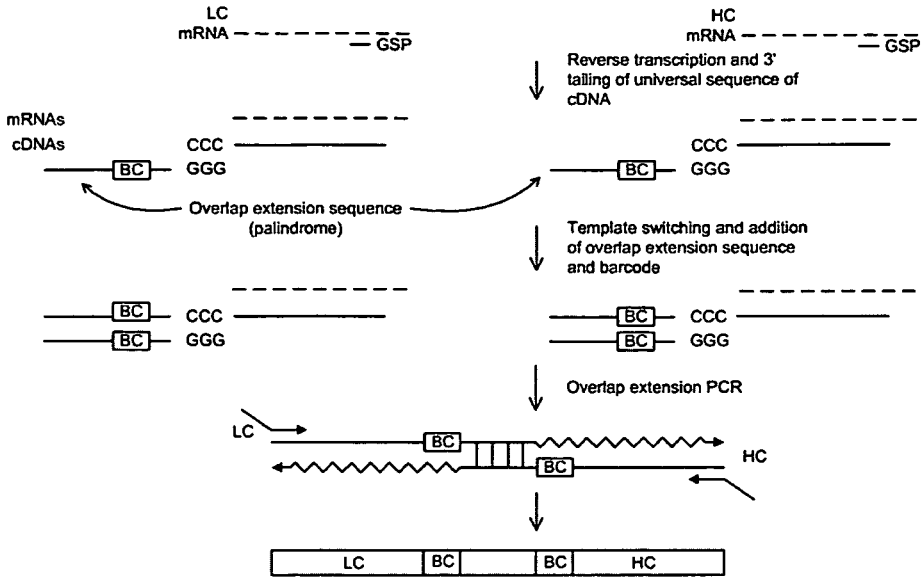 LC
mRNA
GSP
HC
mRNA
GSP
Reverse transcription and 3'
tailing of universal sequence of
cDNA
mRNAs
cDNAs
CCC
BC
GGG
CCC
BC
GGG
Overlap extension sequence
(palindrome)
Template switching and addition
of overlap extension sequence
and barcode
BC
CCC
BC
GGG
BC
CCC
BC
GGG
Overlap extension PCR
LC
BC
BC
HC
LC
BC
BC
HC